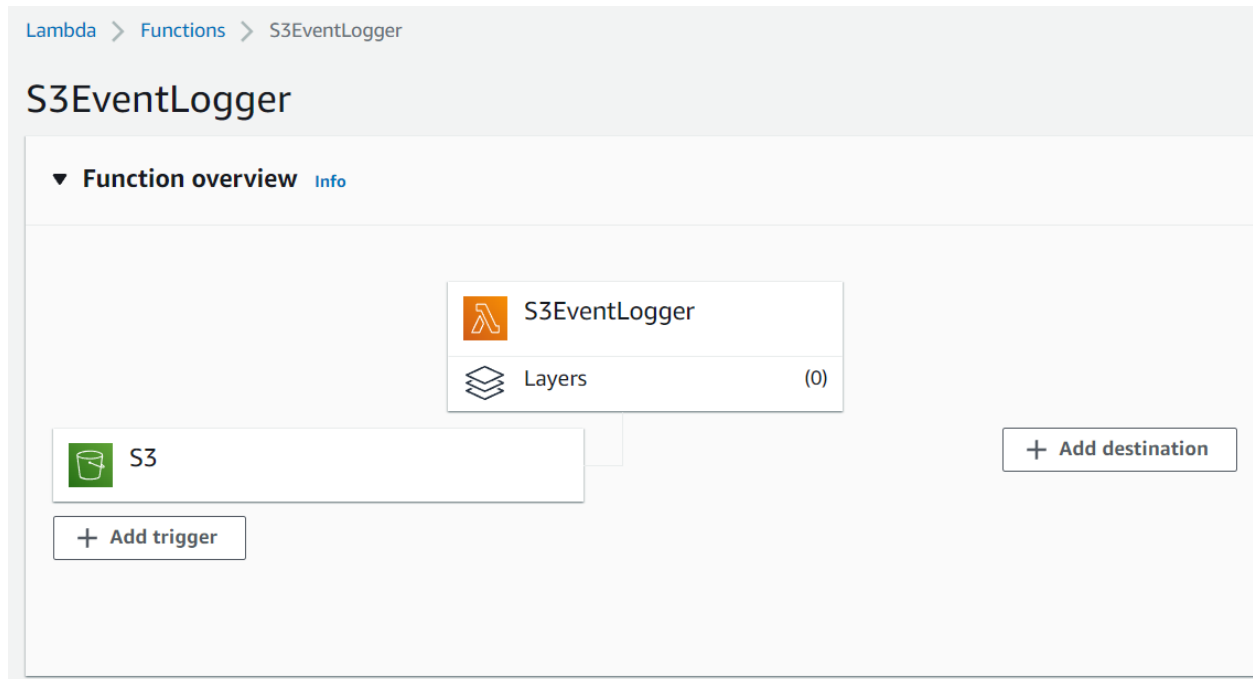 Lambda > Functions > S3EventLogger
S3EventLogger
▼ Function overview Info
S3EventLogger
Layers (0)
S3
+ Add destination
+ Add trigger